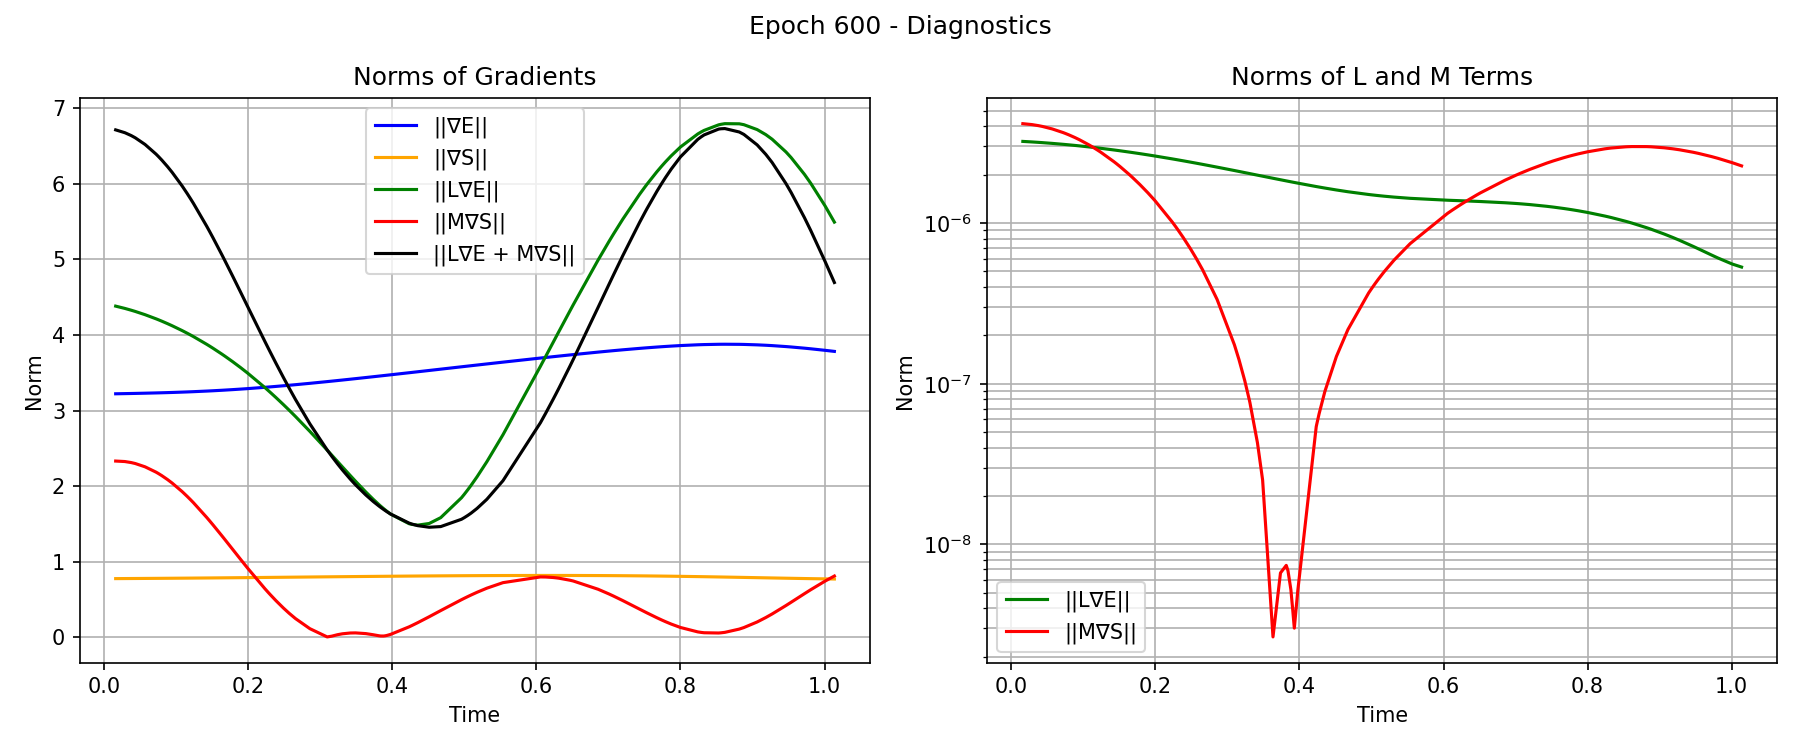 Epoch 600 - Diagnostics
Norms of Gradients
Norm
7
6
5
4
3
2
1
0
||∇E||
||∇S||
||L∇E||
||M∇S||
||L∇E + M∇S||
0.0 0.2 0.4 0.6 0.8 1.0
Time
Norms of L and M Terms
Norm
10⁻⁶
10⁻⁷
10⁻⁸
||L∇E||
||M∇S||
0.0 0.2 0.4 0.6 0.8 1.0
Time